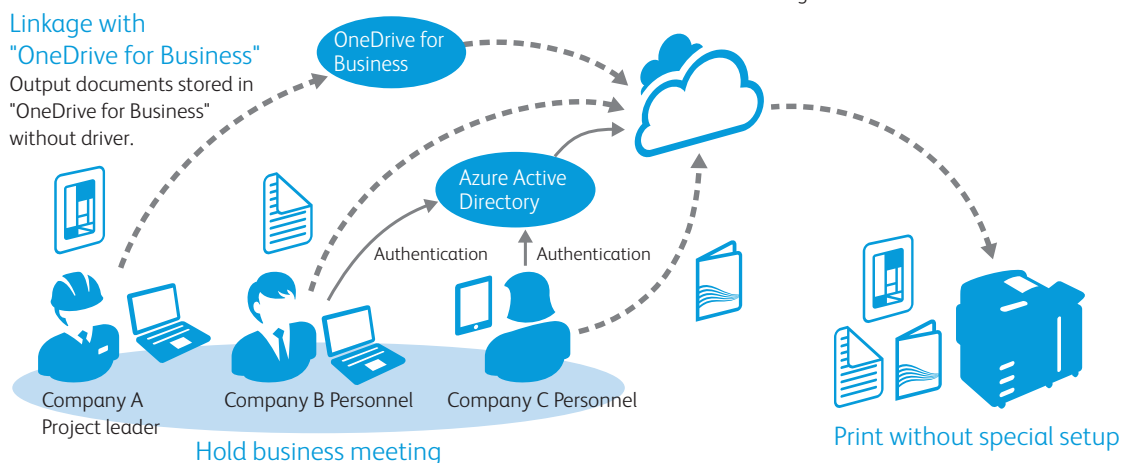 Linkage with
"OneDrive for Business"
Output documents stored in
"OneDrive for Business"
without driver.
OneDrive for
Business
Azure Active
Directory
Authentication
Authentication
Company A
Project leader
Company B Personnel
Company C Personnel
Hold business meeting
Print without special setup